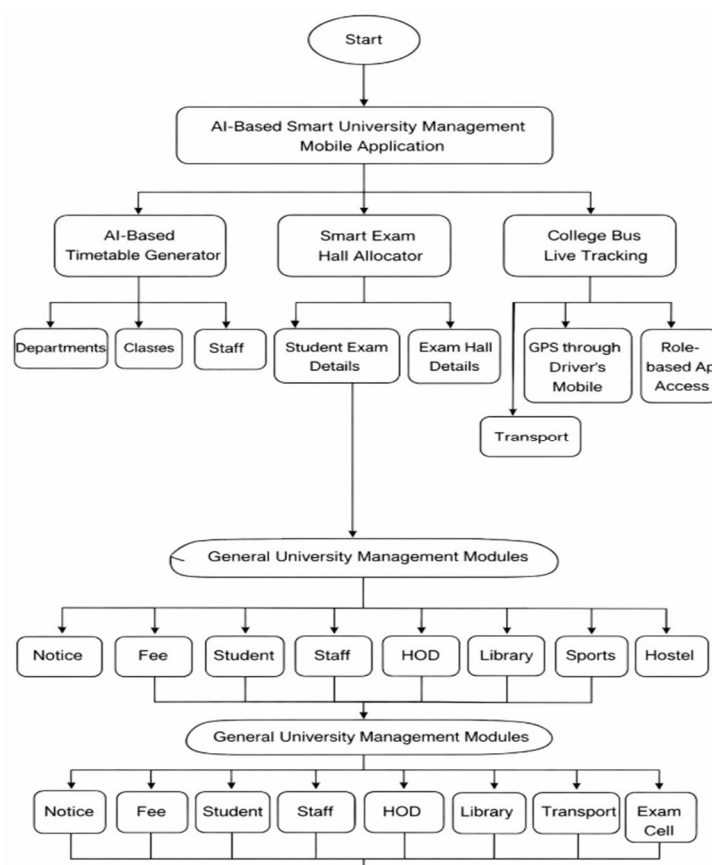 Start
AI-Based Smart University Management
Mobile Application
AI-Based
Timetable Generator
Smart Exam
Hall Allocator
College Bus
Live Tracking
Departments
Classes
Staff
Student Exam
Details
Exam Hall
Details
GPS through
Driver's
Mobile
Role-
based Ap
Access
Transport
General University Management Modules
Notice
Fee
Student
Staff
HOD
Library
Sports
Hostel
General University Management Modules
Notice
Fee
Student
Staff
HOD
Library
Transport
Exam
Cell